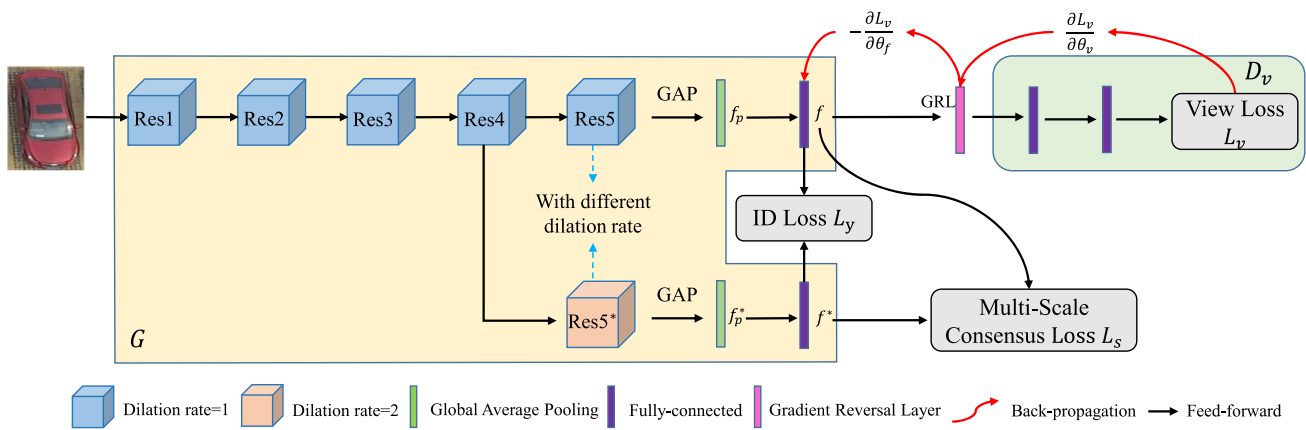 −∂L_v/∂θ_f
∂L_v/∂θ_v
D_v
GAP
GRL
Res1
Res2
Res3
Res4
Res5
f_p
f
View Loss
L_v
With different
dilation rate
ID Loss L_y
GAP
Res5*
f_p*
f*
Multi-Scale
Consensus Loss L_s
G
Dilation rate=1
Dilation rate=2
Global Average Pooling
Fully-connected
Gradient Reversal Layer
Back-propagation
Feed-forward